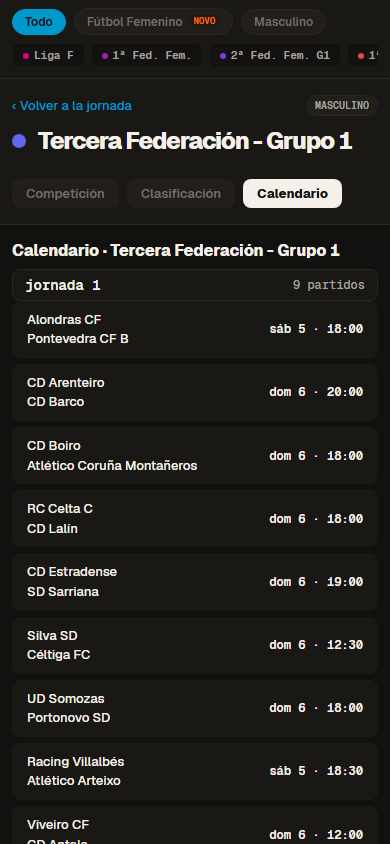 Todo Fútbol Femenino NOVO Masculino
Liga F 1ª Fed. Fem. 2ª Fed. Fem. G1
‹ Volver a la jornada MASCULINO
Tercera Federación - Grupo 1
Competición Clasificación Calendario
Calendario · Tercera Federación - Grupo 1
jornada 1 9 partidos
Alondras CF
Pontevedra CF B
sáb 5 · 18:00
CD Arenteiro
CD Barco
dom 6 · 20:00
CD Boiro
Atlético Coruña Montañeros
dom 6 · 18:00
RC Celta C
CD Lalín
dom 6 · 18:00
CD Estradense
SD Sarriana
dom 6 · 19:00
Silva SD
Céltiga FC
dom 6 · 12:30
UD Somozas
Portonovo SD
dom 6 · 18:00
Racing Villalbés
Atlético Arteixo
sáb 5 · 18:30
Viveiro CF
dom 6 · 12:00